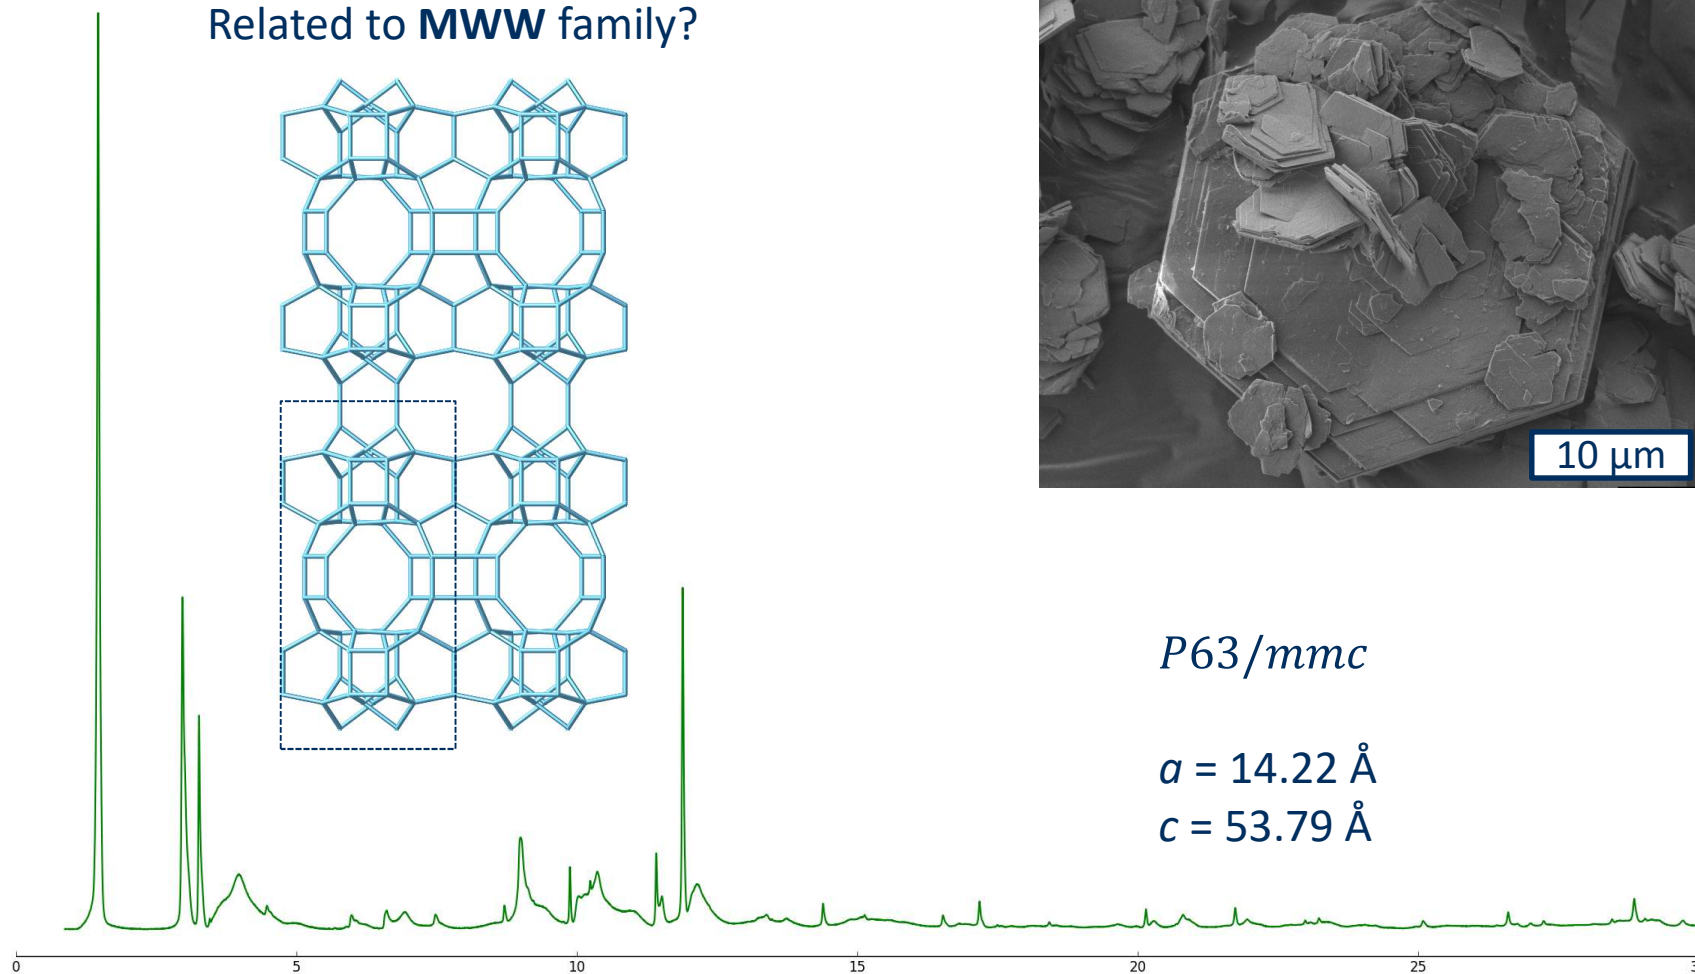 Related to MWW family?
10 μm
P63/mmc
a = 14.22 Å
c = 53.79 Å
0 5 10 15 20 25